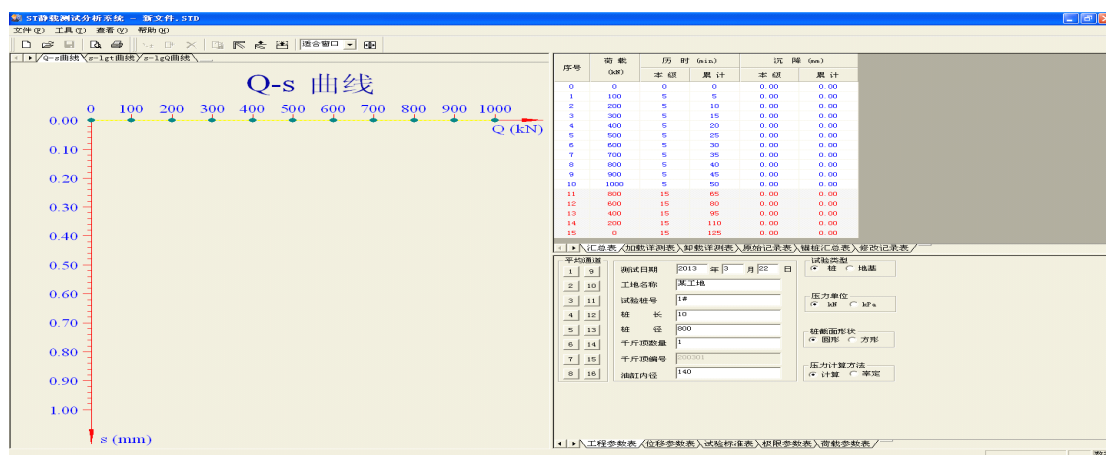 ST静载测试分析系统 - 新文件.STD
文件(F) 工具(T) 查看(V) 帮助(H)
适合窗口
Q-s曲线 s-lgt曲线 s-lgQ曲线
Q-s 曲线
0 100 200 300 400 500 600 700 800 900 1000
Q (kN)
0.00
0.10
0.20
0.30
0.40
0.50
0.60
0.70
0.80
0.90
1.00
s (mm)
序号 荷载 (kN) 历时 (min) 沉降 (mm)
本级 累计 本级 累计
0 0 0 0 0.00 0.00
1 100 5 5 0.00 0.00
2 200 5 10 0.00 0.00
3 300 5 15 0.00 0.00
4 400 5 20 0.00 0.00
5 500 5 25 0.00 0.00
6 600 5 30 0.00 0.00
7 700 5 35 0.00 0.00
8 800 5 40 0.00 0.00
9 900 5 45 0.00 0.00
10 1000 5 50 0.00 0.00
11 800 15 65 0.00 0.00
12 600 15 80 0.00 0.00
13 400 15 95 0.00 0.00
14 200 15 110 0.00 0.00
15 0 15 125 0.00 0.00
汇总表 加载详测表 卸载详测表 原始记录表 锚桩汇总表 修改记录表
平均通道
1 9
2 10
3 11
4 12
5 13
6 14
7 15
8 16
测试日期 2013 年 3 月 22 日
工地名称 某工地
试验桩号 1#
桩 长 10
桩 径 800
千斤顶数量 1
千斤顶编号 200301
油缸内径 140
试验类型
桩 地基
压力单位
kN kPa
桩截面形状
圆形 方形
压力计算方法
计算 率定
工程参数表 位移参数表 试验标准表 极限参数表 荷载参数表